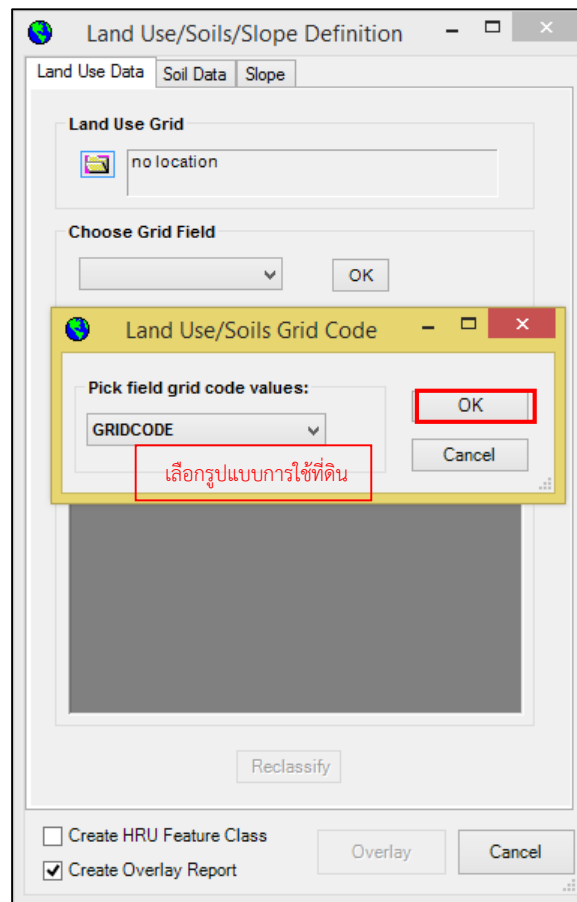 Land Use/Soils/Slope Definition
Land Use Data Soil Data Slope
Land Use Grid
no location
Choose Grid Field
OK
Land Use/Soils Grid Code
Pick field grid code values:
GRIDCODE
OK
Cancel
เลือกรูปแบบการใช้ที่ดิน
Reclassify
Create HRU Feature Class
Create Overlay Report
Overlay
Cancel